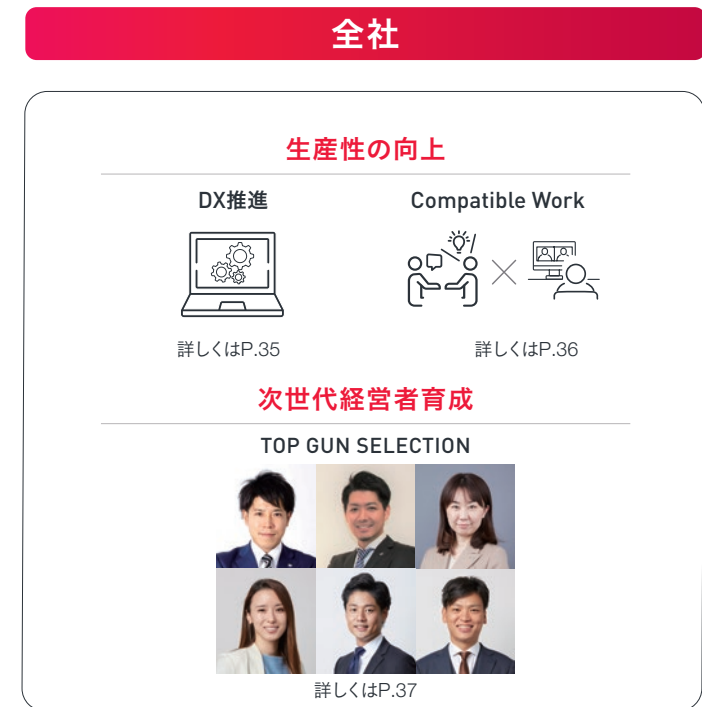 全社
生産性の向上
DX推進
Compatible Work
詳しくはP.35
詳しくはP.36
次世代経営者育成
TOP GUN SELECTION
詳しくはP.37